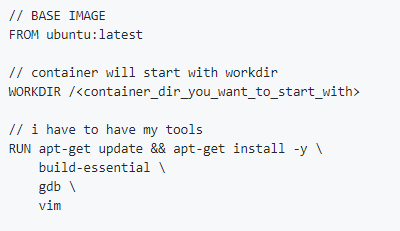 // BASE IMAGE
FROM ubuntu:latest

// container will start with workdir
WORKDIR /<container_dir_you_want_to_start_with>

// i have to have my tools
RUN apt-get update && apt-get install -y \
    build-essential \
    gdb \
    vim